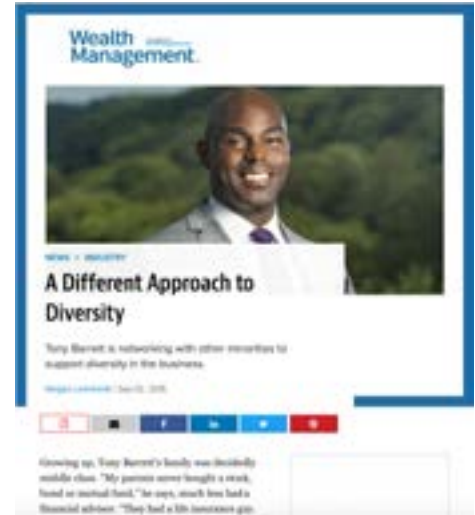 Wealth
Management.
NEWS > INDUSTRY
A Different Approach to
Diversity
Tony Barrett is networking with other minorities to
support diversity in the business.
Growing up, Tony Barrett's family was decidedly
middle class. "My parents never bought a stock,
bond or mutual fund," he says, much less had a
financial advisor. "They had a life insurance guy.